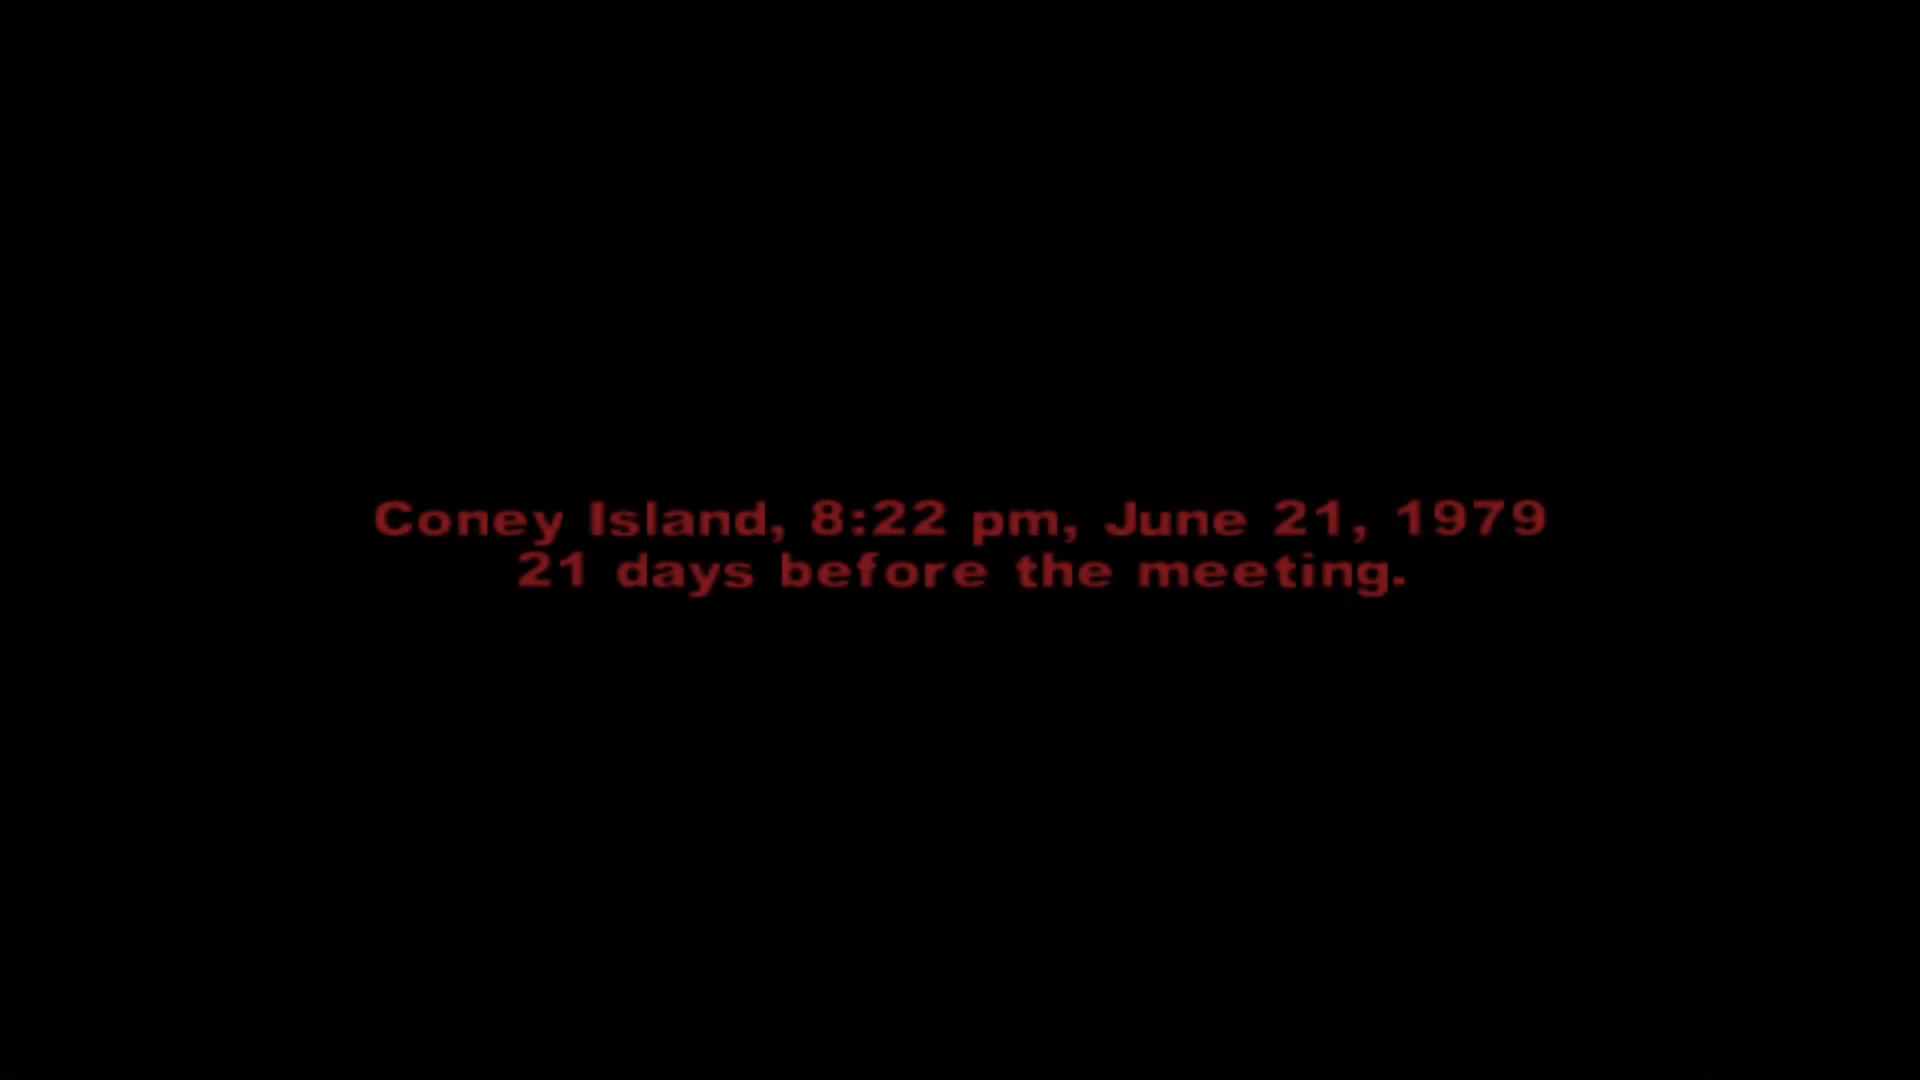 Coney Island, 8:22 pm, June 21, 1979
21 days before the meeting.